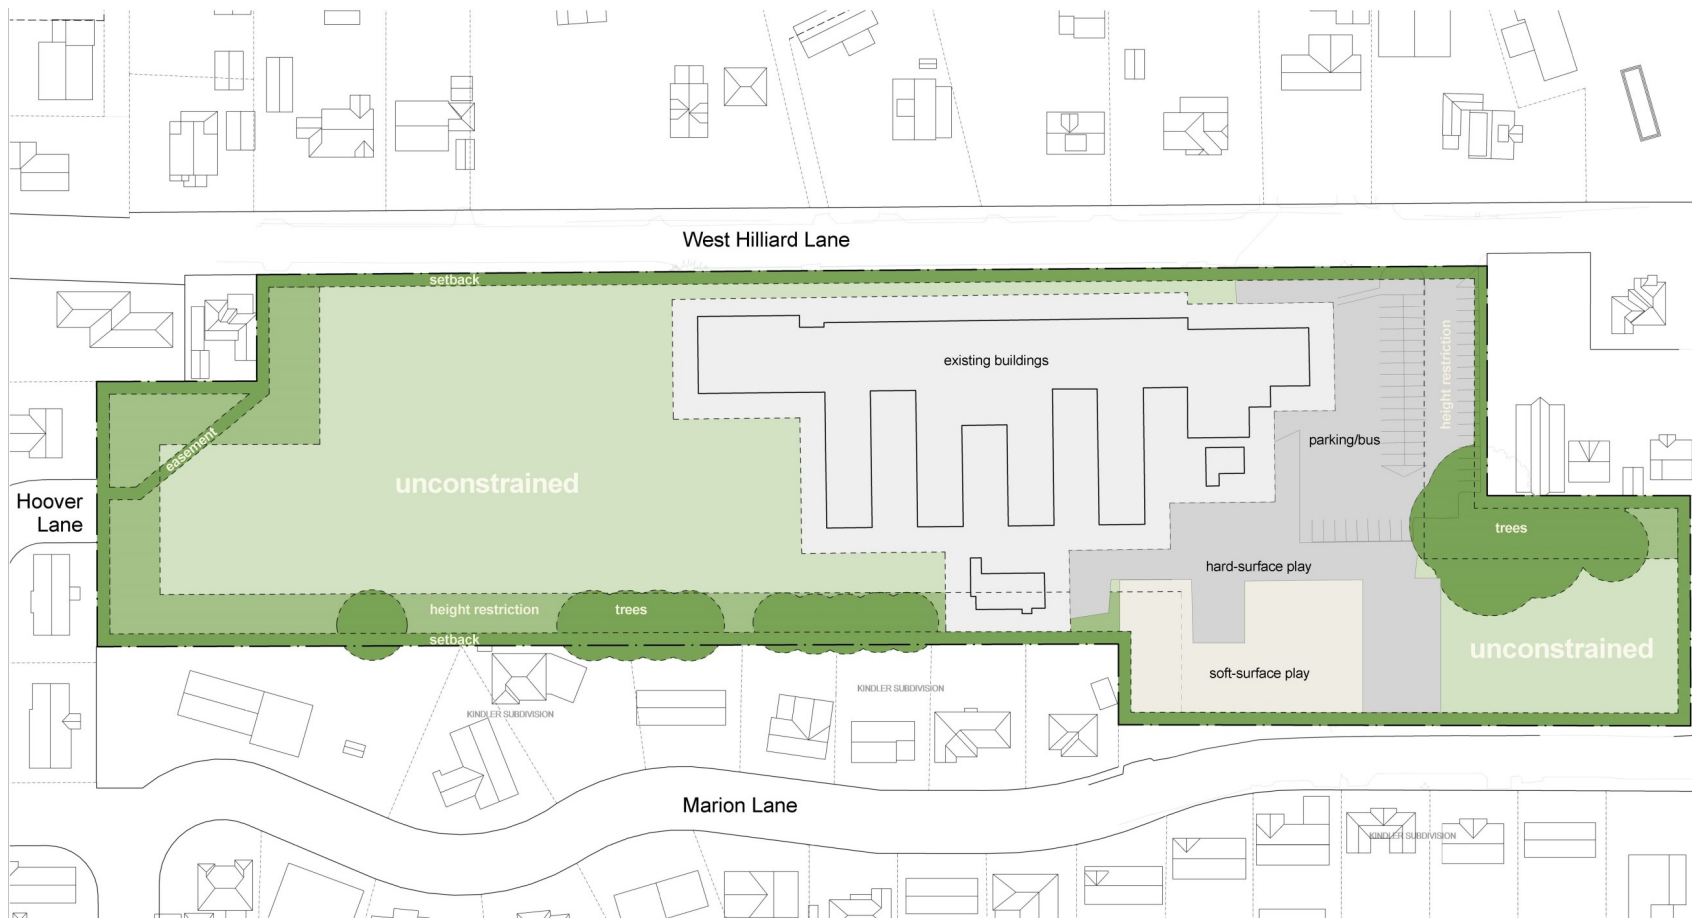 West Hilliard Lane
setback
existing buildings
height restriction
parking/bus
easement
unconstrained
Hoover
Lane
trees
hard-surface play
height restriction
trees
setback
unconstrained
soft-surface play
KINDLER SUBDIVISION
KINDLER SUBDIVISION
Marion Lane
KINDLER SUBDIVISION